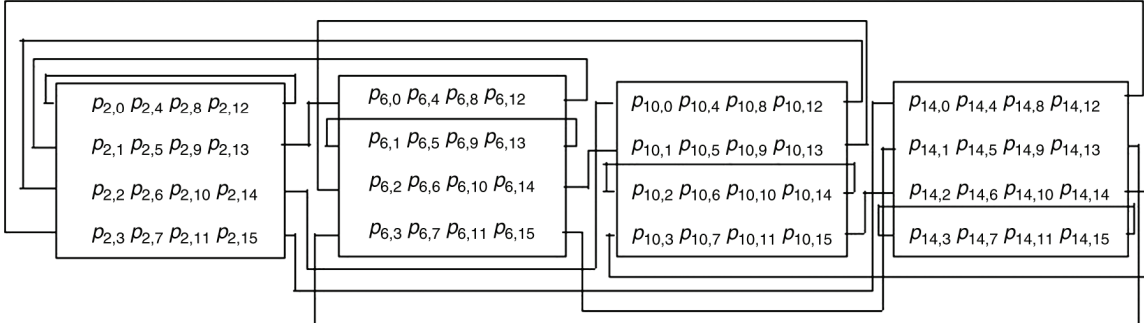 p2,0 p2,4 p2,8 p2,12
p2,1 p2,5 p2,9 p2,13
p2,2 p2,6 p2,10 p2,14
p2,3 p2,7 p2,11 p2,15
p6,0 p6,4 p6,8 p6,12
p6,1 p6,5 p6,9 p6,13
p6,2 p6,6 p6,10 p6,14
p6,3 p6,7 p6,11 p6,15
p10,0 p10,4 p10,8 p10,12
p10,1 p10,5 p10,9 p10,13
p10,2 p10,6 p10,10 p10,14
p10,3 p10,7 p10,11 p10,15
p14,0 p14,4 p14,8 p14,12
p14,1 p14,5 p14,9 p14,13
p14,2 p14,6 p14,10 p14,14
p14,3 p14,7 p14,11 p14,15